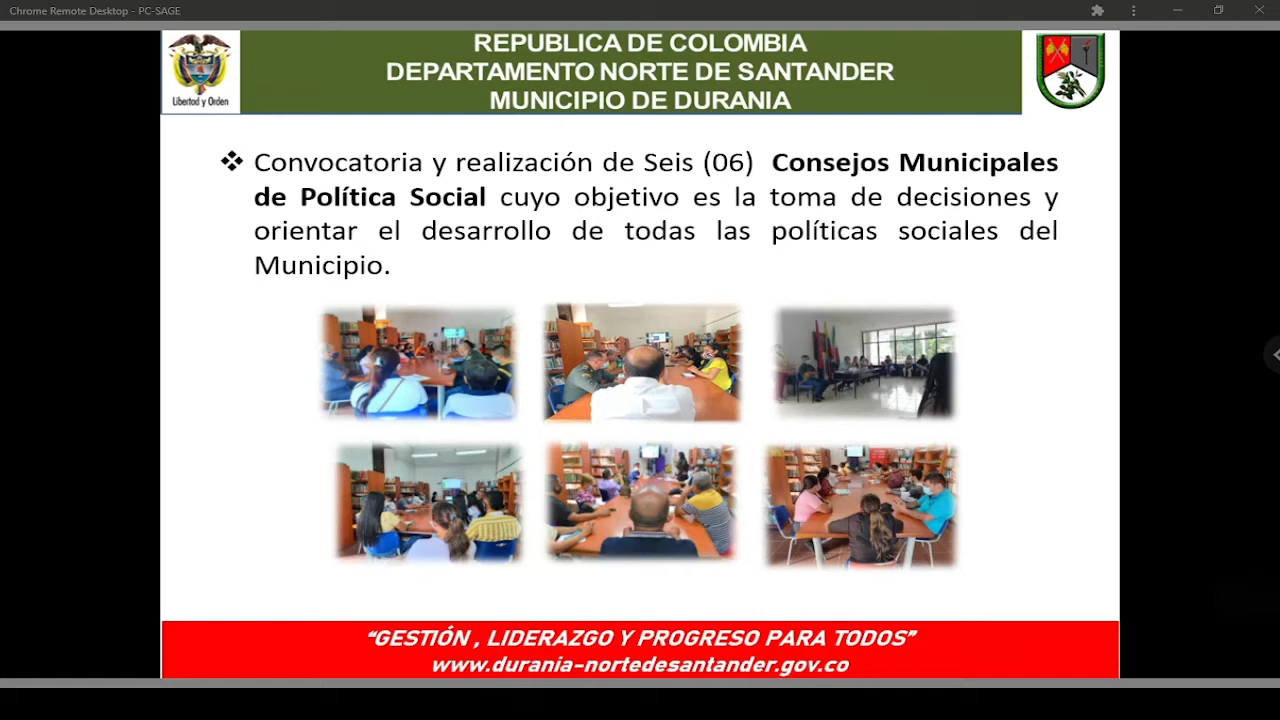 Chrome Remote Desktop - PC-SAGE
REPUBLICA DE COLOMBIA
DEPARTAMENTO NORTE DE SANTANDER
MUNICIPIO DE DURANIA
Libertad y Orden
❖ Convocatoria y realización de Seis (06) Consejos Municipales
de Política Social cuyo objetivo es la toma de decisiones y
orientar el desarrollo de todas las políticas sociales del
Municipio.
“GESTIÓN , LIDERAZGO Y PROGRESO PARA TODOS”
www.durania-nortedesantander.gov.co